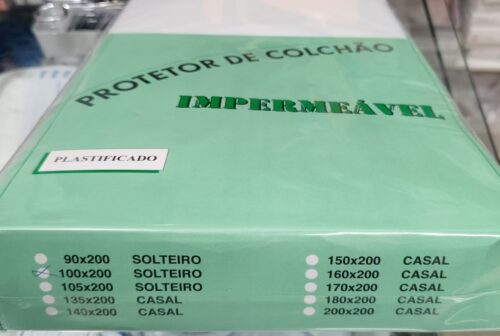 PROTETOR DE COLCHÃO
IMPERMEÁVEL
PLASTIFICADO
90x200 SOLTEIRO
100x200 SOLTEIRO
105x200 SOLTEIRO
135x200 CASAL
140x200 CASAL
150x200 CASAL
160x200 CASAL
170x200 CASAL
180x200 CASAL
200x200 CASAL